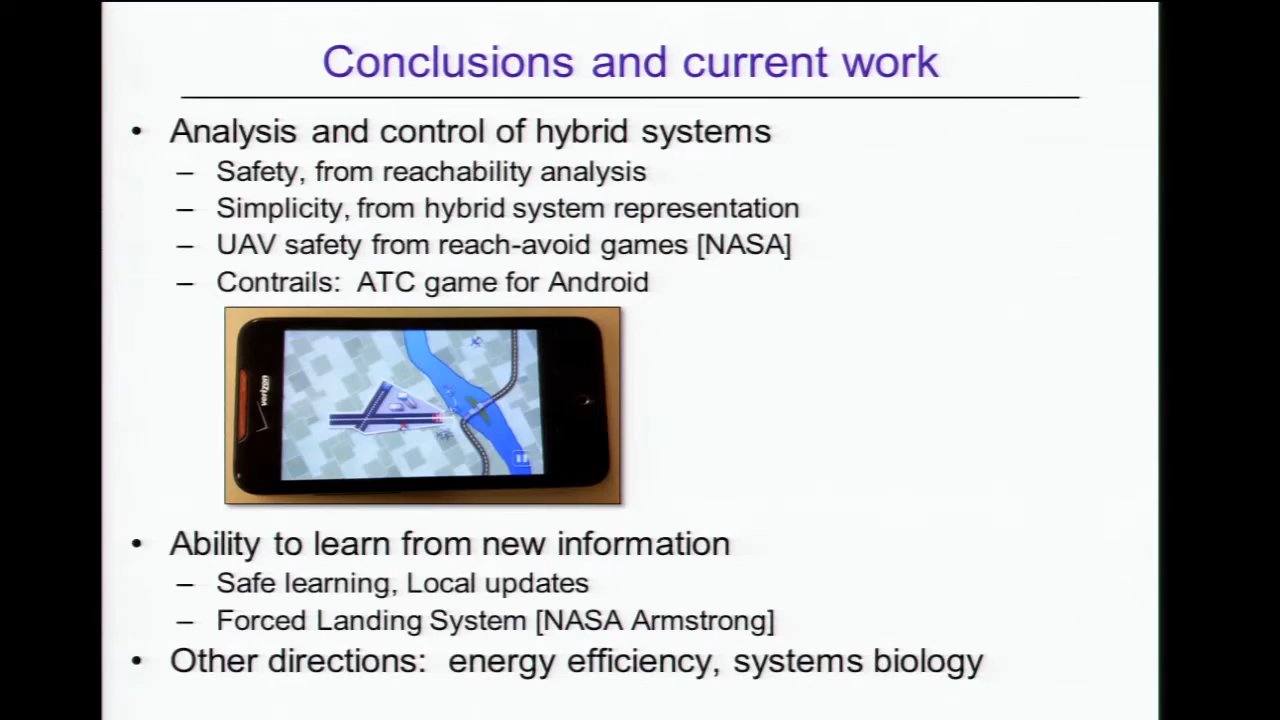 Conclusions and current work
• Analysis and control of hybrid systems
– Safety, from reachability analysis
– Simplicity, from hybrid system representation
– UAV safety from reach-avoid games [NASA]
– Contrails: ATC game for Android
verizon
• Ability to learn from new information
– Safe learning, Local updates
– Forced Landing System [NASA Armstrong]
• Other directions: energy efficiency, systems biology